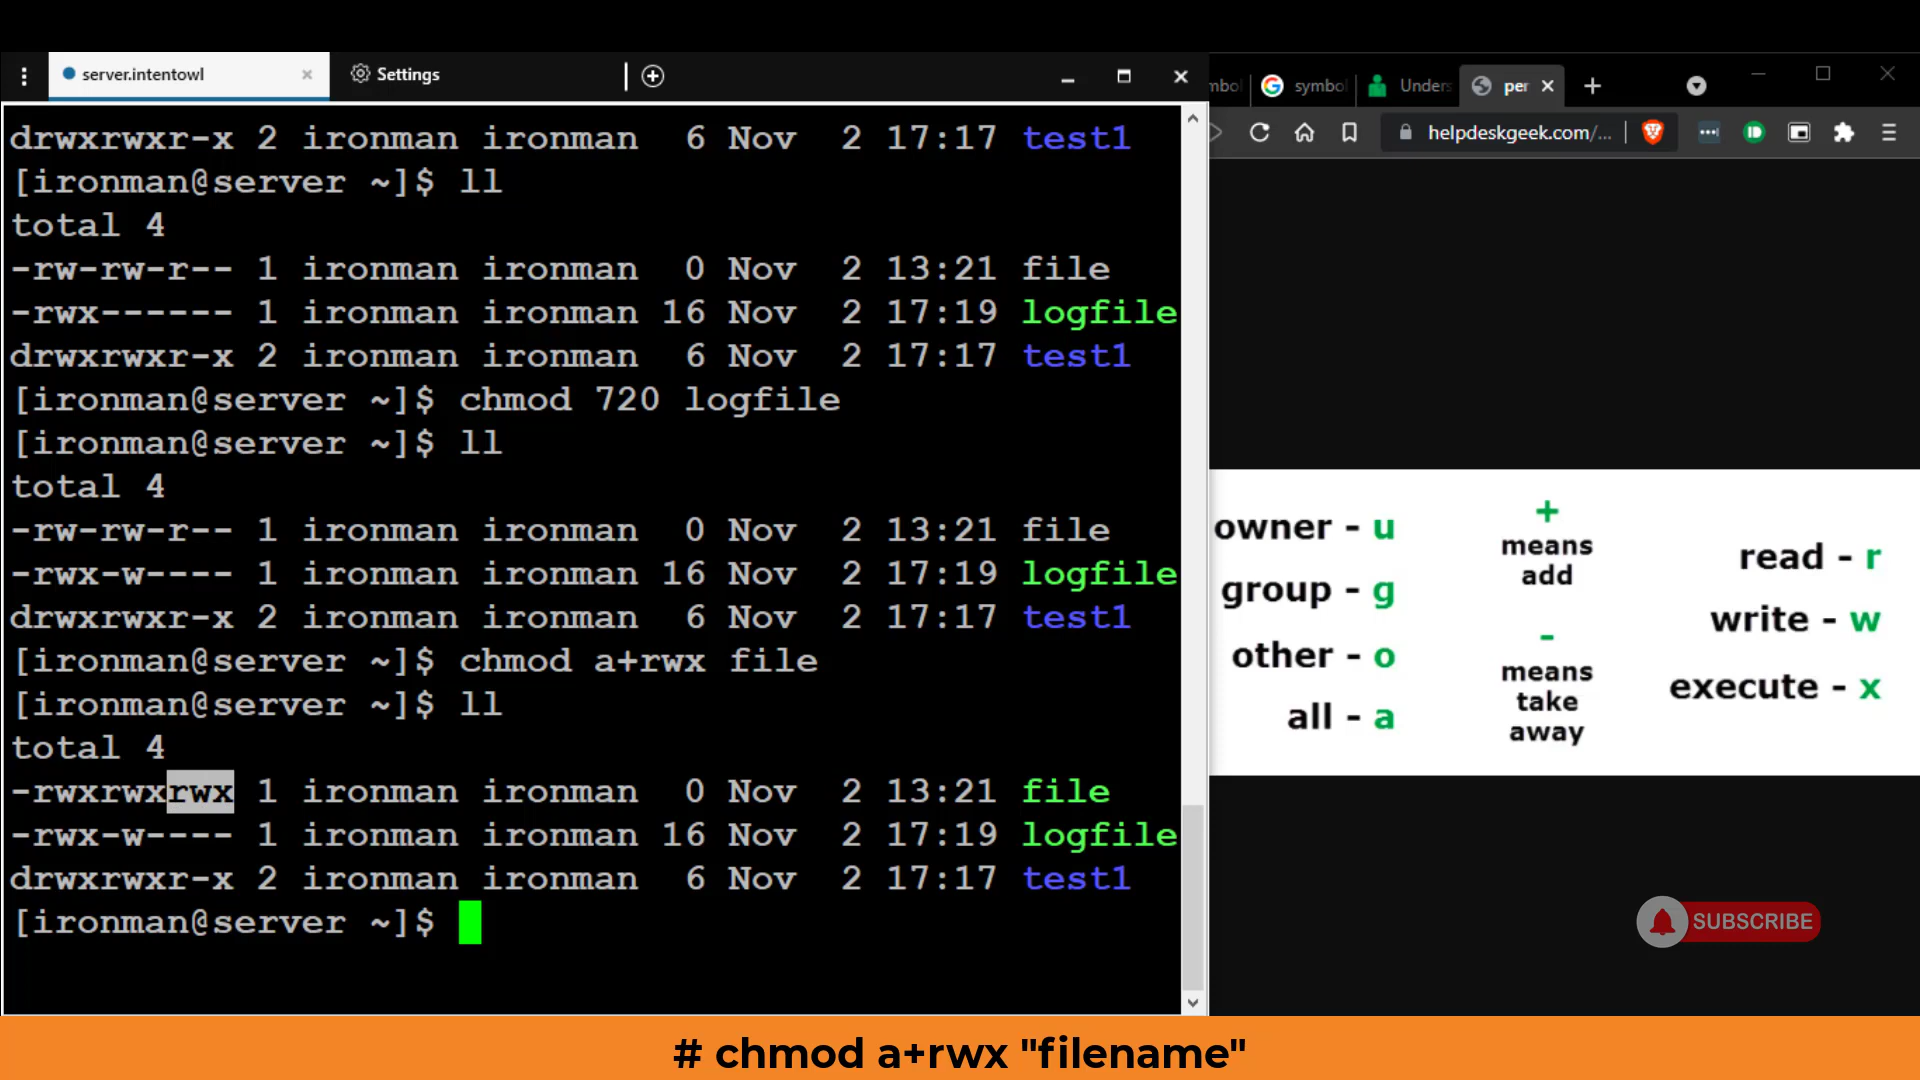 server.intentowl
Settings
mbol
symbol
Unders
per
helpdeskgeek.com/...
drwxrwxr-x 2 ironman ironman  6 Nov  2 17:17 test1
[ironman@server ~]$ ll
total 4
-rw-rw-r-- 1 ironman ironman  0 Nov  2 13:21 file
-rwx------ 1 ironman ironman 16 Nov  2 17:19 logfile
drwxrwxr-x 2 ironman ironman  6 Nov  2 17:17 test1
[ironman@server ~]$ chmod 720 logfile
[ironman@server ~]$ ll
total 4
-rw-rw-r-- 1 ironman ironman  0 Nov  2 13:21 file
-rwx-w---- 1 ironman ironman 16 Nov  2 17:19 logfile
drwxrwxr-x 2 ironman ironman  6 Nov  2 17:17 test1
[ironman@server ~]$ chmod a+rwx file
[ironman@server ~]$ ll
total 4
-rwxrwxrwx 1 ironman ironman  0 Nov  2 13:21 file
-rwx-w---- 1 ironman ironman 16 Nov  2 17:19 logfile
drwxrwxr-x 2 ironman ironman  6 Nov  2 17:17 test1
[ironman@server ~]$
owner - u
group - g
other - o
all - a
+
means
add
-
means
take
away
read - r
write - w
execute - x
SUBSCRIBE
# chmod a+rwx "filename"